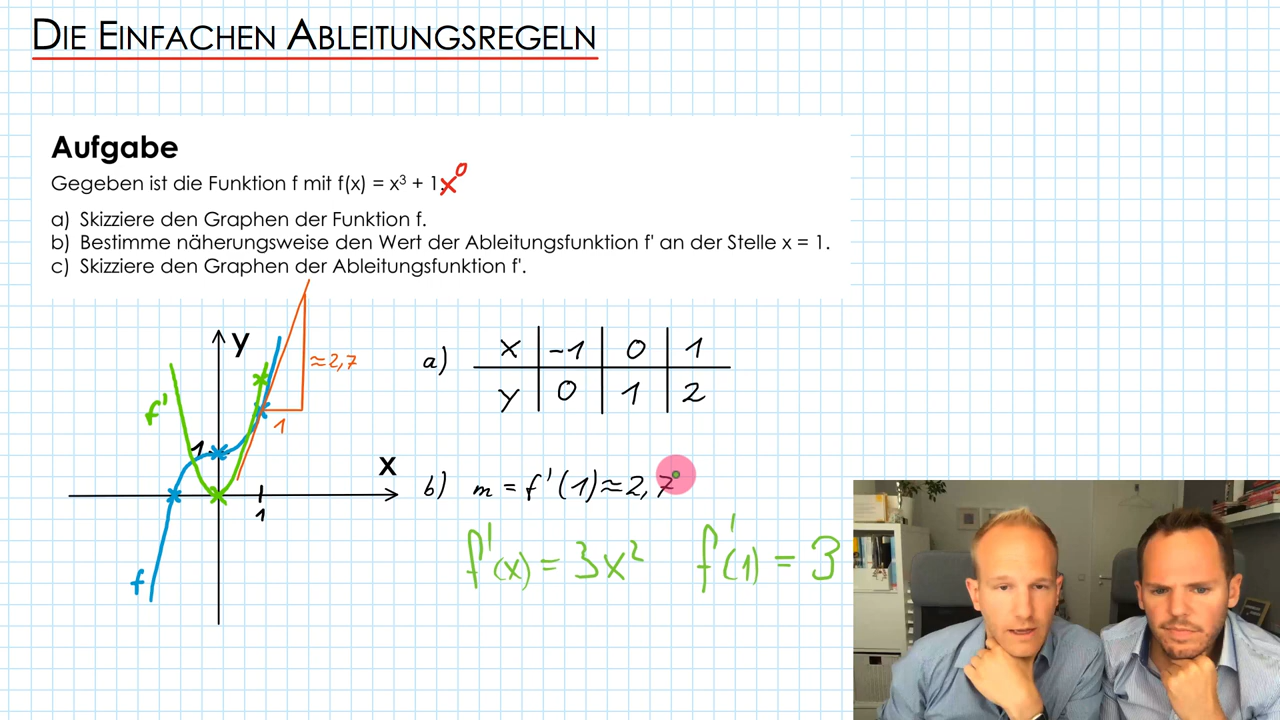 DIE EINFACHEN ABLEITUNGSREGELN
Aufgabe
Gegeben ist die Funktion f mit f(x) = x³ + 1 x⁰
a) Skizziere den Graphen der Funktion f.
b) Bestimme näherungsweise den Wert der Ableitungsfunktion f' an der Stelle x = 1.
c) Skizziere den Graphen der Ableitungsfunktion f'.
y
≈2,7
f'
1
1
x
1
f
a) x -1 0 1
y 0 1 2
b) m = f'(1) ≈ 2,7
f'(x) = 3x² f'(1) = 3